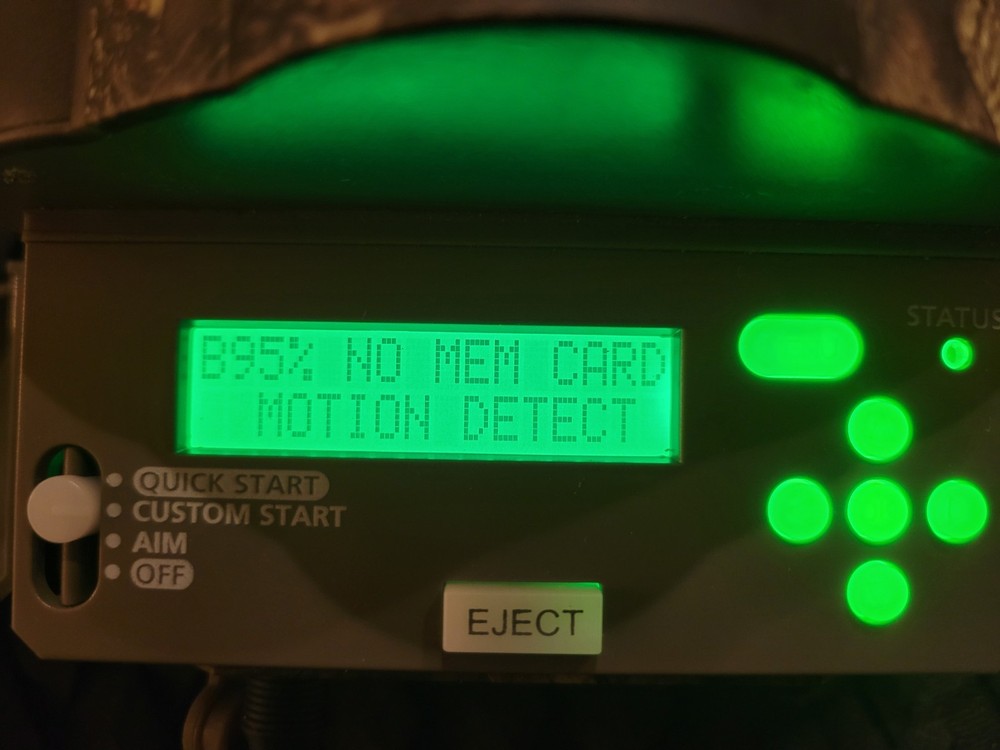 STATUS
B95% NO MEM CARD
MOTION DETECT
QUICK START
CUSTOM START
AIM
OFF
EJECT